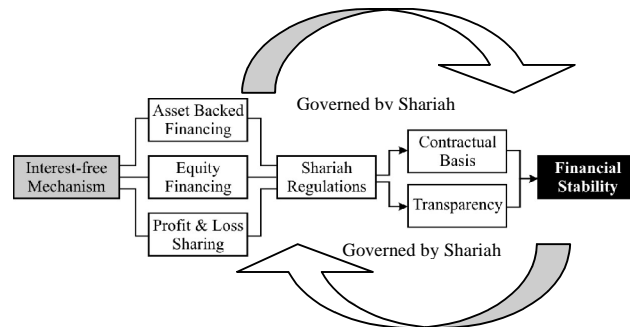 Governed by Shariah
Asset Backed
Financing
Interest-free
Mechanism
Equity
Financing
Profit & Loss
Sharing
Shariah
Regulations
Contractual
Basis
Transparency
Financial
Stability
Governed by Shariah